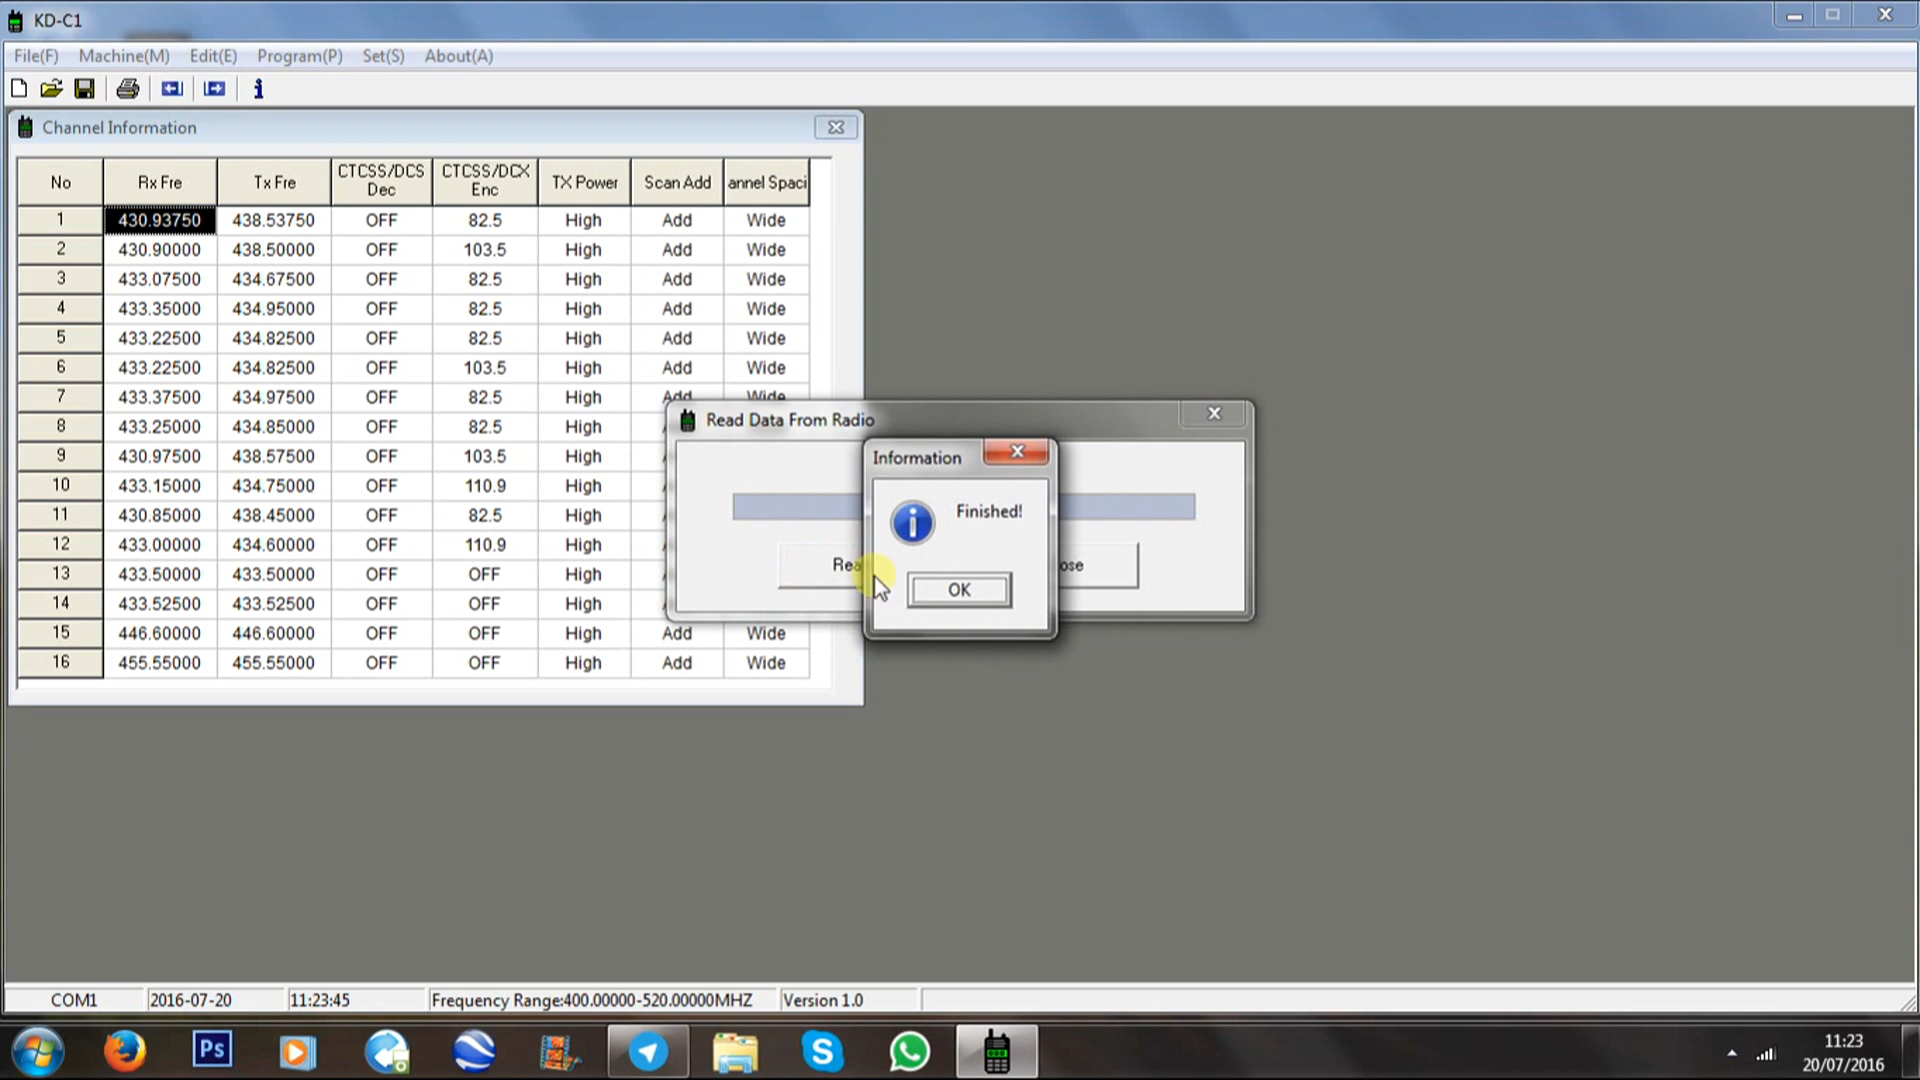 KD-C1
File(F) Machine(M) Edit(E) Program(P) Set(S) About(A)
Channel Information
No Rx Fre Tx Fre CTCSS/DCS Dec CTCSS/DCX Enc TX Power Scan Add annel Spaci
1 430.93750 438.53750 OFF 82.5 High Add Wide
2 430.90000 438.50000 OFF 103.5 High Add Wide
3 433.07500 434.67500 OFF 82.5 High Add Wide
4 433.35000 434.95000 OFF 82.5 High Add Wide
5 433.22500 434.82500 OFF 82.5 High Add Wide
6 433.22500 434.82500 OFF 103.5 High Add Wide
7 433.37500 434.97500 OFF 82.5 High Add Wide
8 433.25000 434.85000 OFF 82.5 High
9 430.97500 438.57500 OFF 103.5 High
10 433.15000 434.75000 OFF 110.9 High
11 430.85000 438.45000 OFF 82.5 High
12 433.00000 434.60000 OFF 110.9 High
13 433.50000 433.50000 OFF OFF High
14 433.52500 433.52500 OFF OFF High
15 446.60000 446.60000 OFF OFF High Add Wide
16 455.55000 455.55000 OFF OFF High Add Wide
Read Data From Radio
Information
Finished!
Rea
OK
ose
COM1 2016-07-20 11:23:45 Frequency Range:400.00000-520.00000MHZ Version 1.0
Ps
11:23
20/07/2016